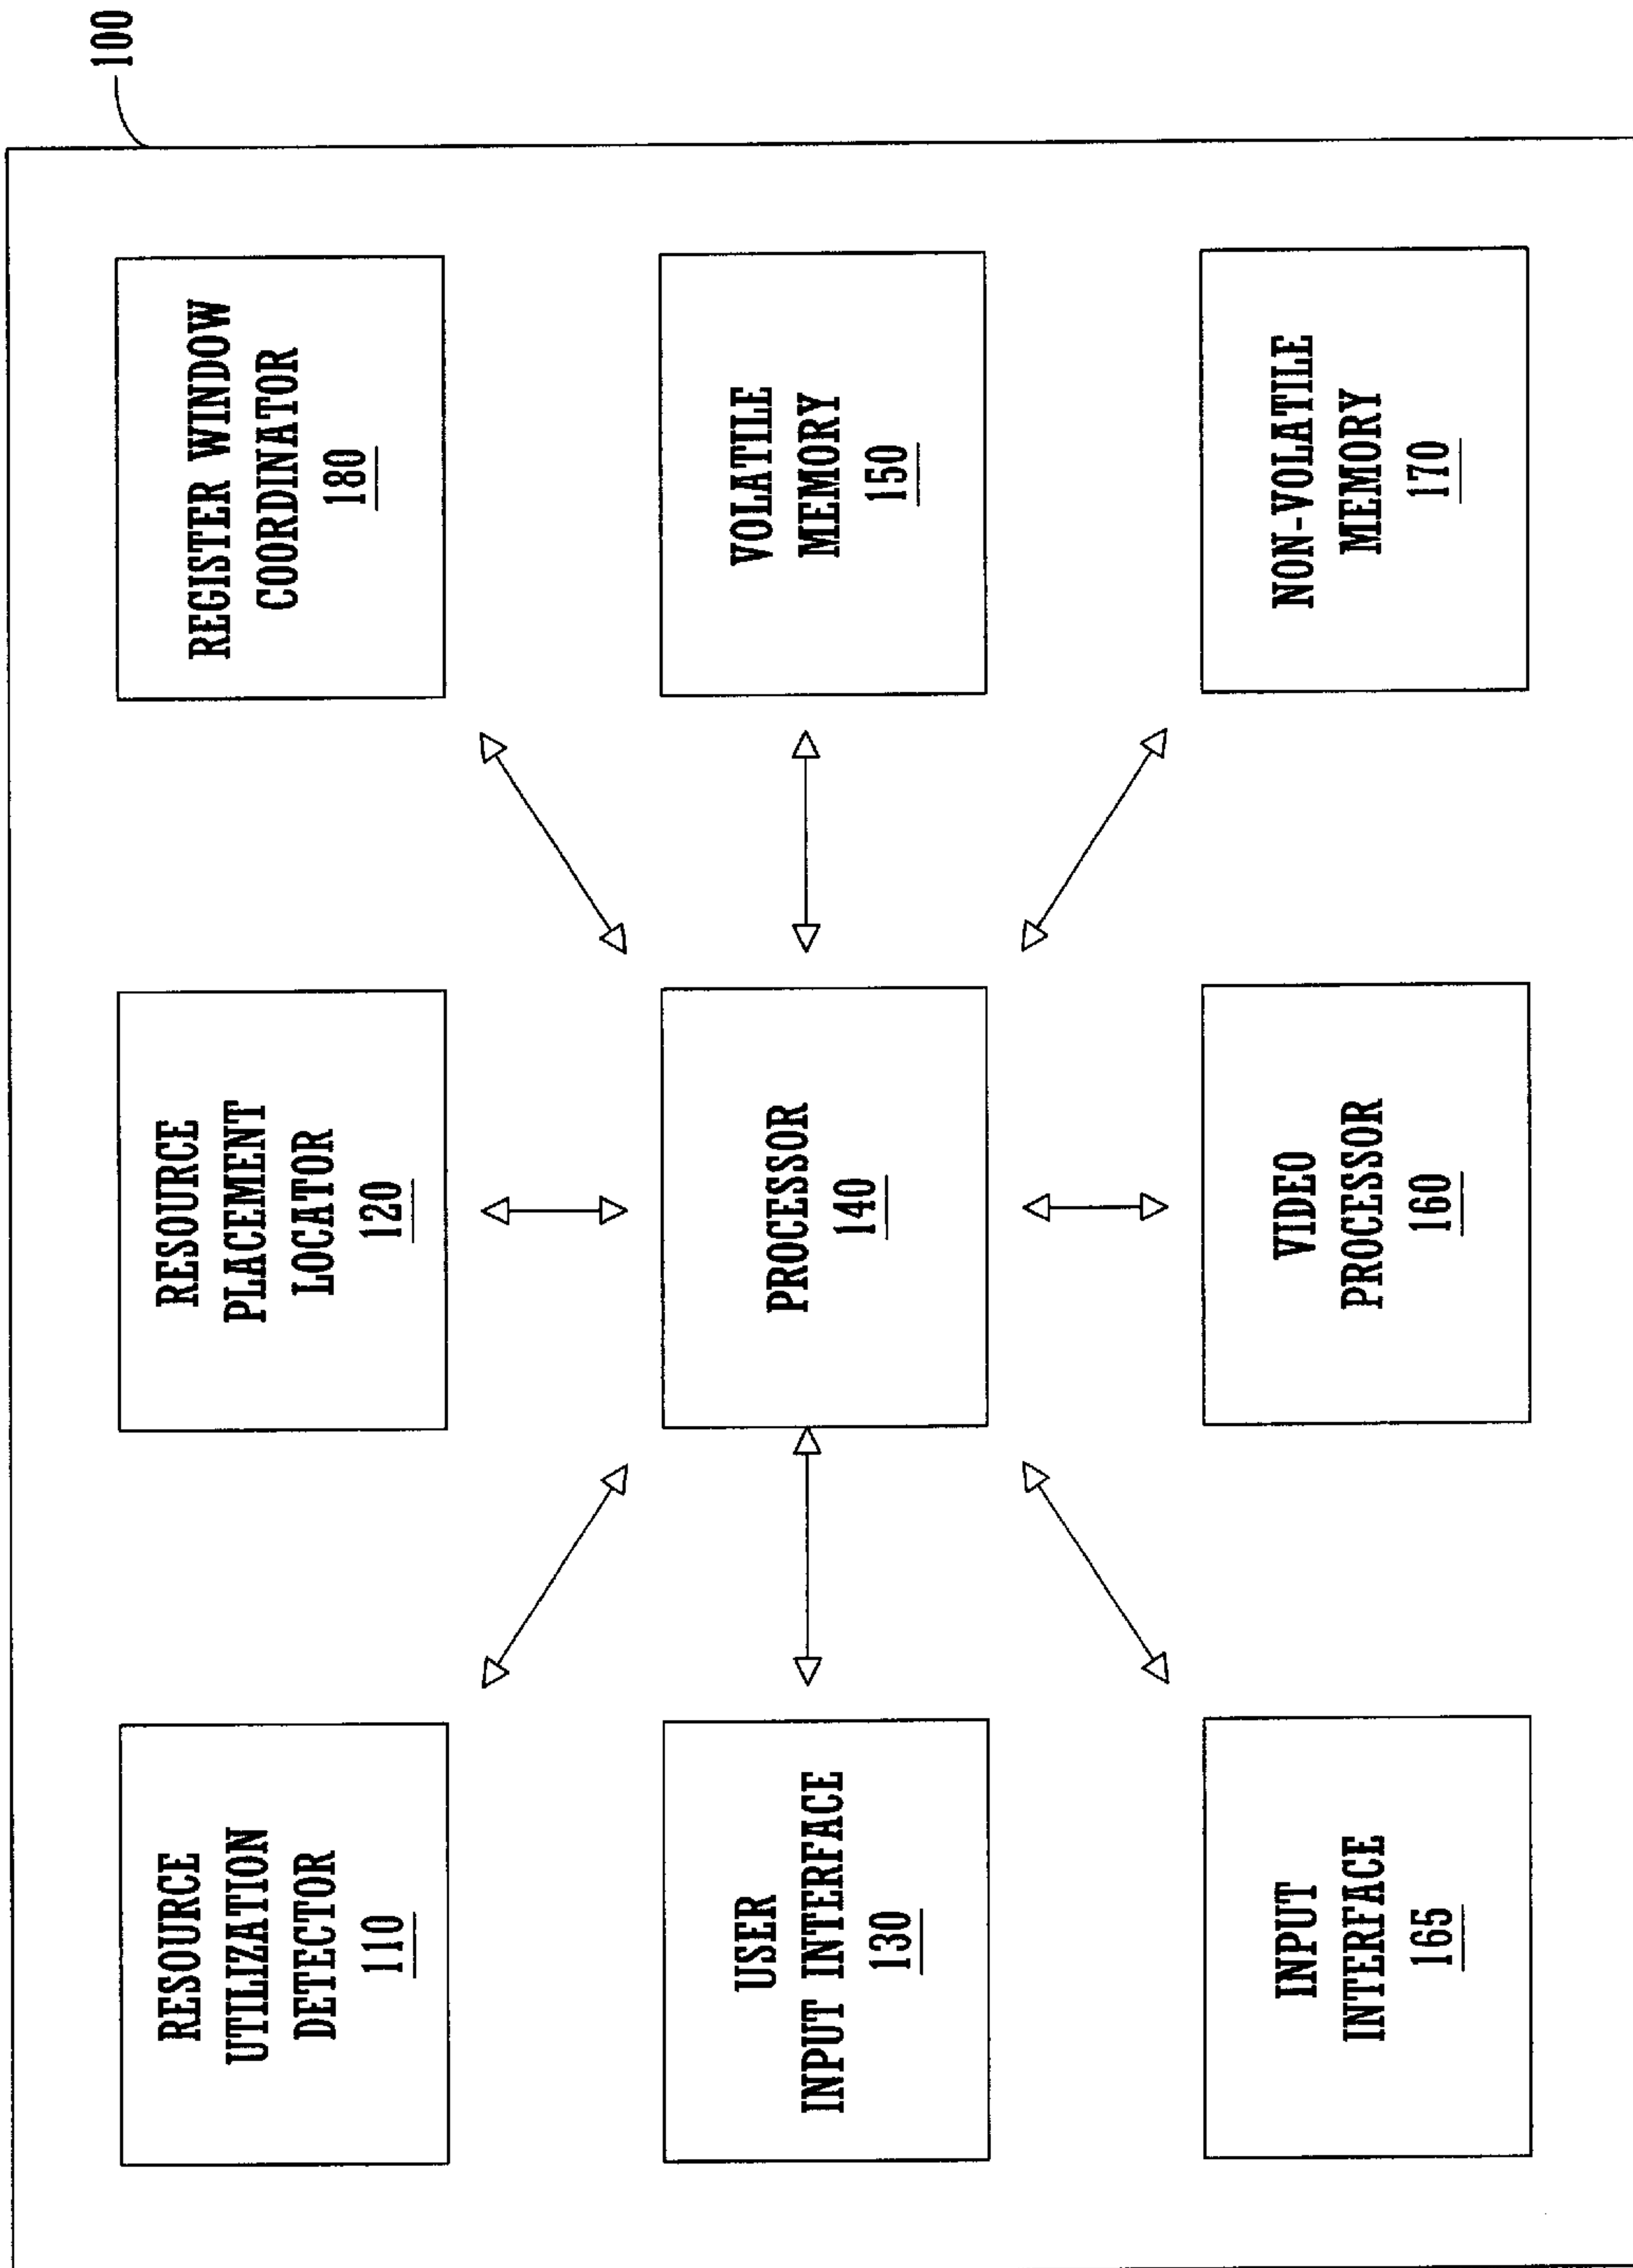 100
RESOURCE
UTILIZATION
DETECTOR
110
RESOURCE
PLACEMENT
LOCATOR
120
REGISTER WINDOW
COORDINATOR
180
USER
INPUT INTERFACE
130
PROCESSOR
140
VOLATILE
MEMORY
150
INPUT
INTERFACE
165
VIDEO
PROCESSOR
160
NON-VOLATILE
MEMORY
170